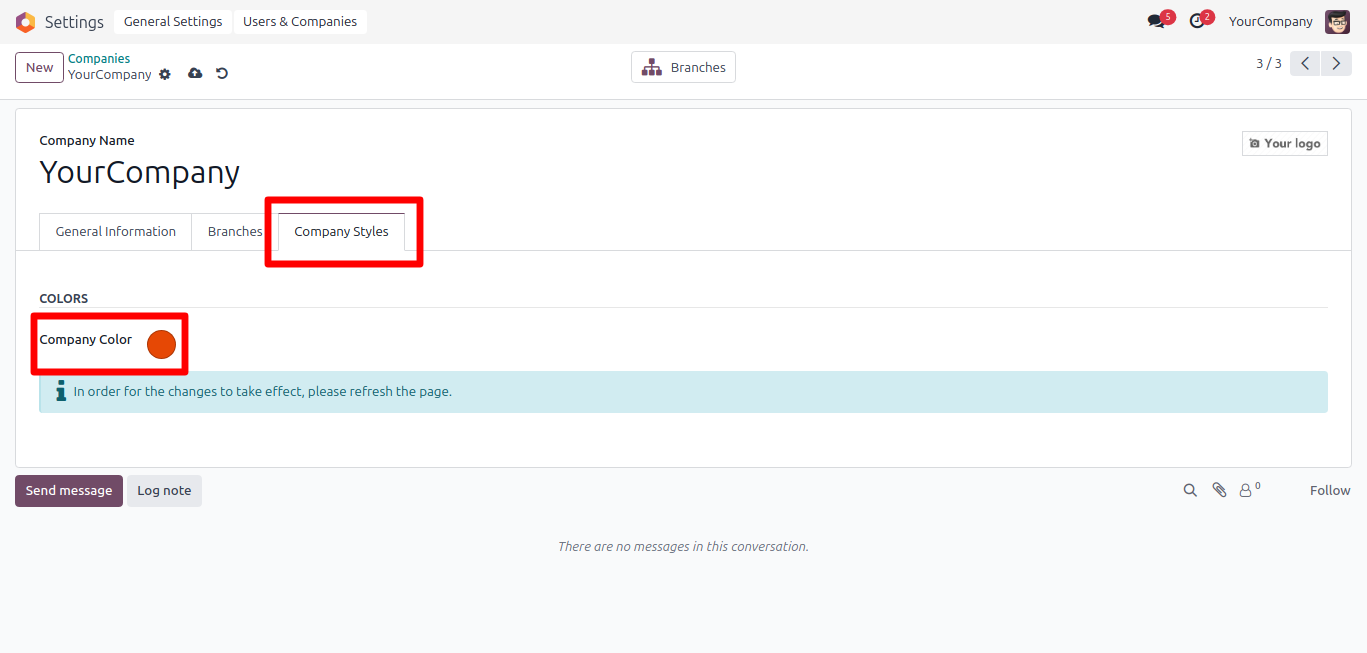 Settings General Settings Users & Companies 5 2 YourCompany
New Companies Branches 3 / 3
YourCompany
Company Name
Your logo
YourCompany
General Information Branches Company Styles
COLORS
Company Color
In order for the changes to take effect, please refresh the page.
Send message Log note 0 Follow
There are no messages in this conversation.